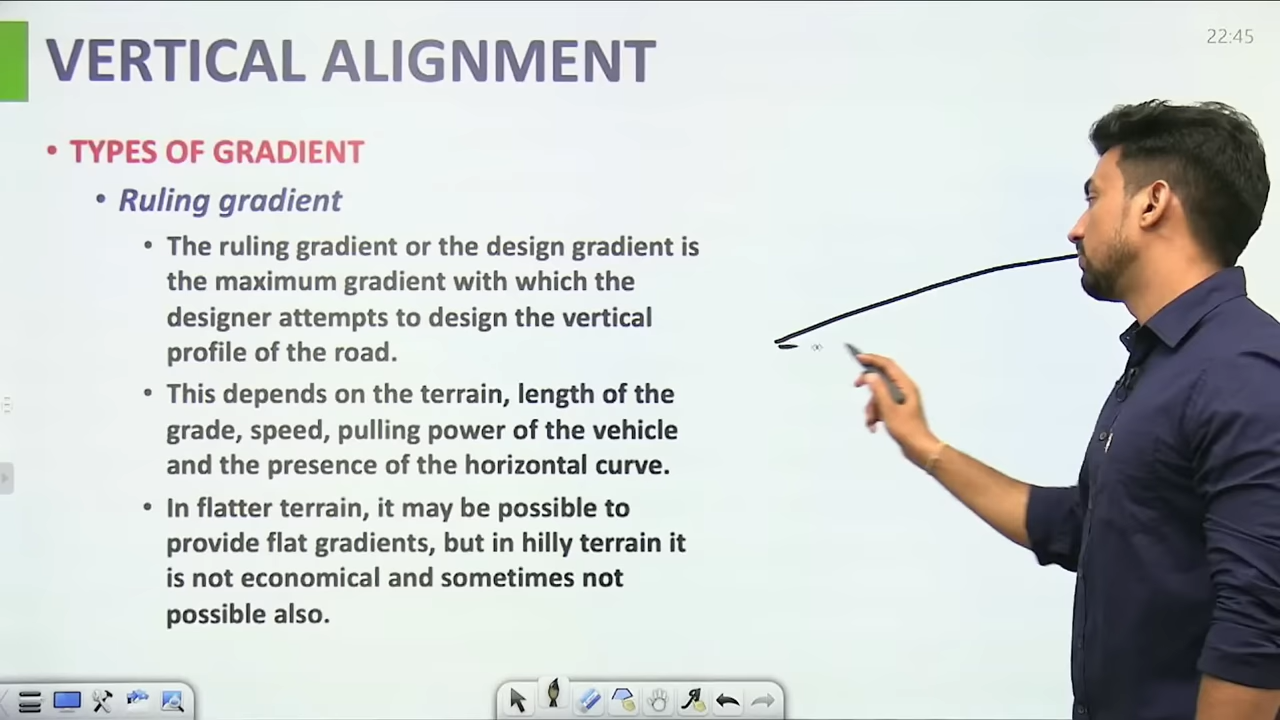 VERTICAL ALIGNMENT
22:45
• TYPES OF GRADIENT
• Ruling gradient
• The ruling gradient or the design gradient is
the maximum gradient with which the
designer attempts to design the vertical
profile of the road.
• This depends on the terrain, length of the
grade, speed, pulling power of the vehicle
and the presence of the horizontal curve.
• In flatter terrain, it may be possible to
provide flat gradients, but in hilly terrain it
is not economical and sometimes not
possible also.